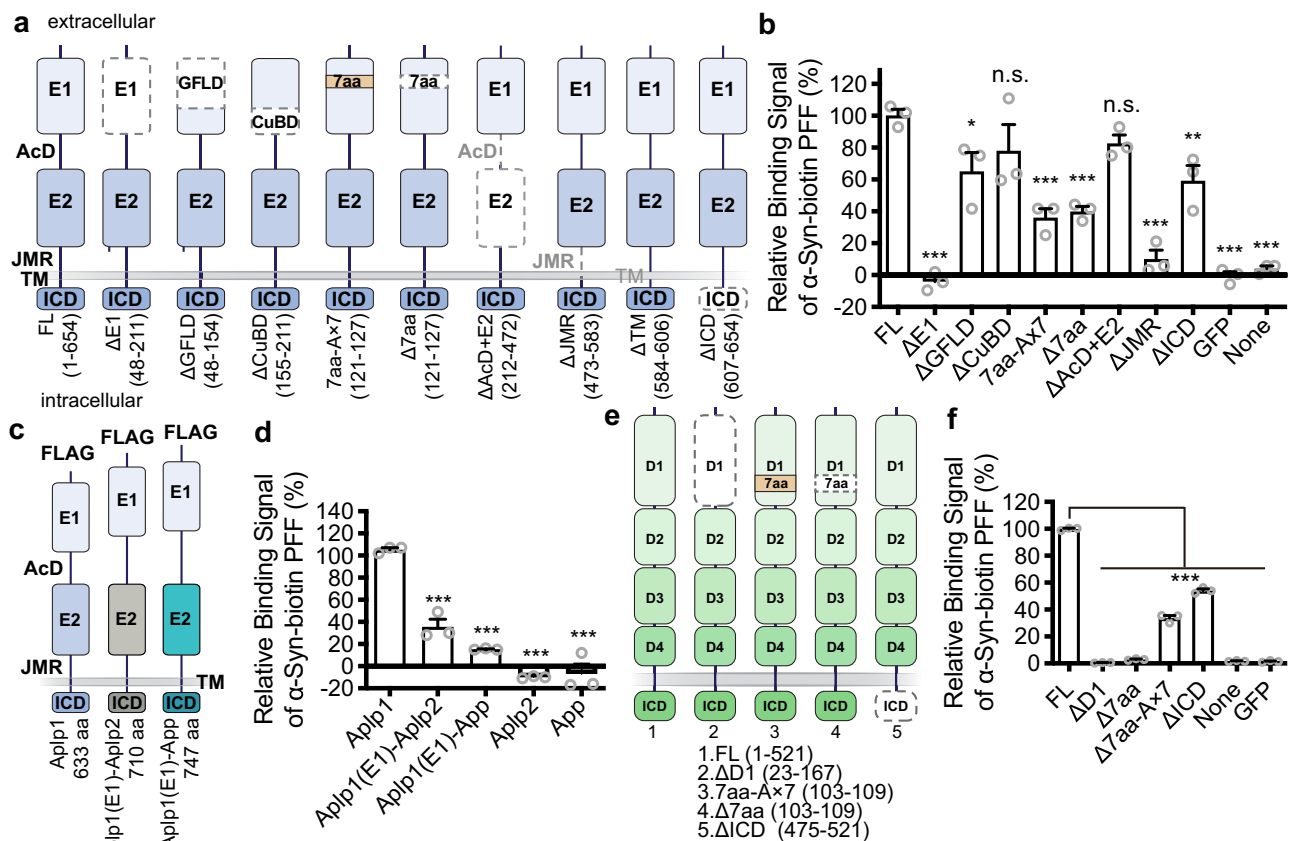 a
extracellular
E1 E1 GFLD CuBD 7aa 7aa E1 E1 E1 E1
AcD
AcD
E2 E2 E2 E2 E2 E2 E2 E2 E2 E2
JMR
JMR
TM
TM
ICD ICD ICD ICD ICD ICD ICD ICD ICD ICD
FL
(1-654)
ΔE1
(48-211)
ΔGFLD
(48-154)
ΔCuBD
(155-211)
7aa-A×7
(121-127)
Δ7aa
(121-127)
ΔAcD+E2
(212-472)
ΔJMR
(473-583)
ΔTM
(584-606)
ΔICD
(607-654)
intracellular
b
Relative Binding Signal
of α-Syn-biotin PFF (%)
120
100
80
60
40
20
0
-20
*** * n.s. *** *** n.s. *** ** *** ***
FL
ΔE1
ΔGFLD
ΔCuBD
7aa-A×7
Δ7aa
ΔAcD+E2
ΔJMR
ΔICD
GFP
None
c
FLAG FLAG FLAG
E1 E1 E1
AcD
E2 E2 E2
JMR
TM
ICD ICD ICD
Aplp1
633 aa
plp1(E1)-Aplp2
710 aa
Aplp1(E1)-App
747 aa
d
Relative Binding Signal
of α-Syn-biotin PFF (%)
140
120
100
80
60
40
20
0
-20
*** *** *** ***
Aplp1
Aplp1(E1)-Aplp2
Aplp1(E1)-App
Aplp2
App
e
D1 D1 D1 D1 D1
7aa 7aa
D2 D2 D2 D2 D2
D3 D3 D3 D3 D3
D4 D4 D4 D4 D4
ICD ICD ICD ICD ICD
1 2 3 4 5
1.FL (1-521)
2.ΔD1 (23-167)
3.7aa-A×7 (103-109)
4.Δ7aa (103-109)
5.ΔICD (475-521)
f
Relative Binding Signal
of α-Syn-biotin PFF (%)
120
100
80
60
40
20
0
***
FL
ΔD1
Δ7aa
Δ7aa-A×7
ΔICD
None
GFP